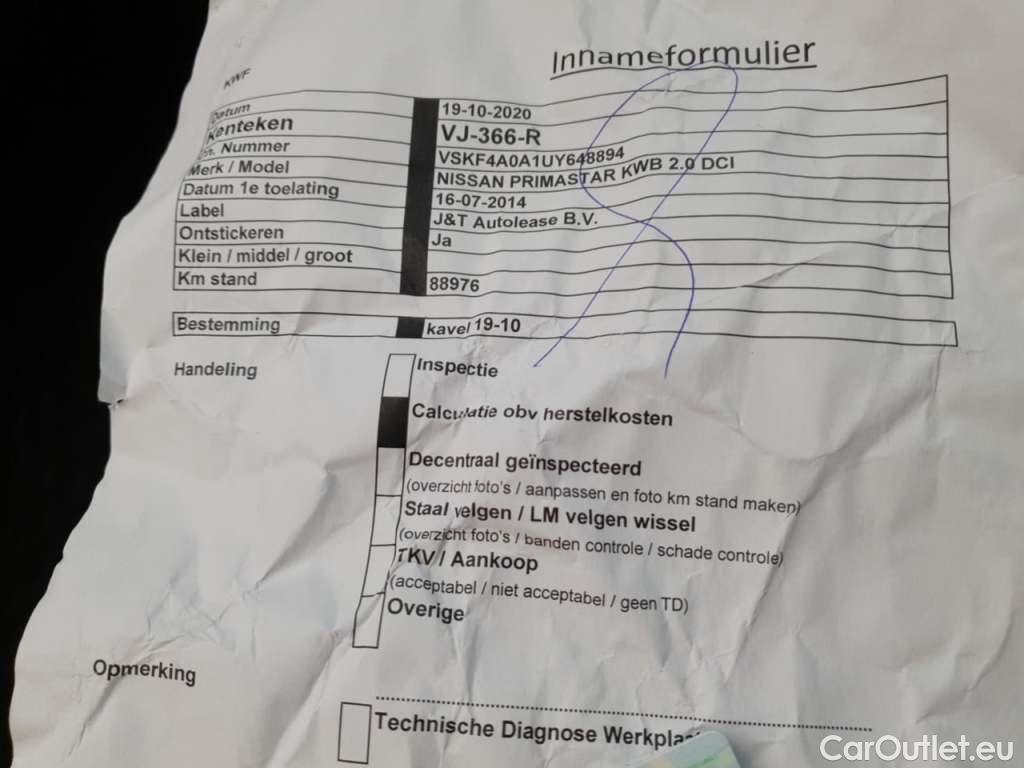 Innameformulier
KWF
Datum 19-10-2020
Kenteken VJ-366-R
Ch. Nummer VSKF4A0A1UY648894
Merk / Model NISSAN PRIMASTAR KWB 2.0 DCI
Datum 1e toelating 16-07-2014
Label J&T Autolease B.V.
Ontstickeren Ja
Klein / middel / groot
Km stand 88976
Bestemming kavel 19-10
Handeling Inspectie
Calculatie obv herstelkosten
Decentraal geïnspecteerd
(overzicht foto's / aanpassen en foto km stand maken)
Staal velgen / LM velgen wissel
(overzicht foto's / banden controle / schade controle)
TKV / Aankoop
(acceptabel / niet acceptabel / geen TD)
Overige
Opmerking
Technische Diagnose
CarOutlet.eu